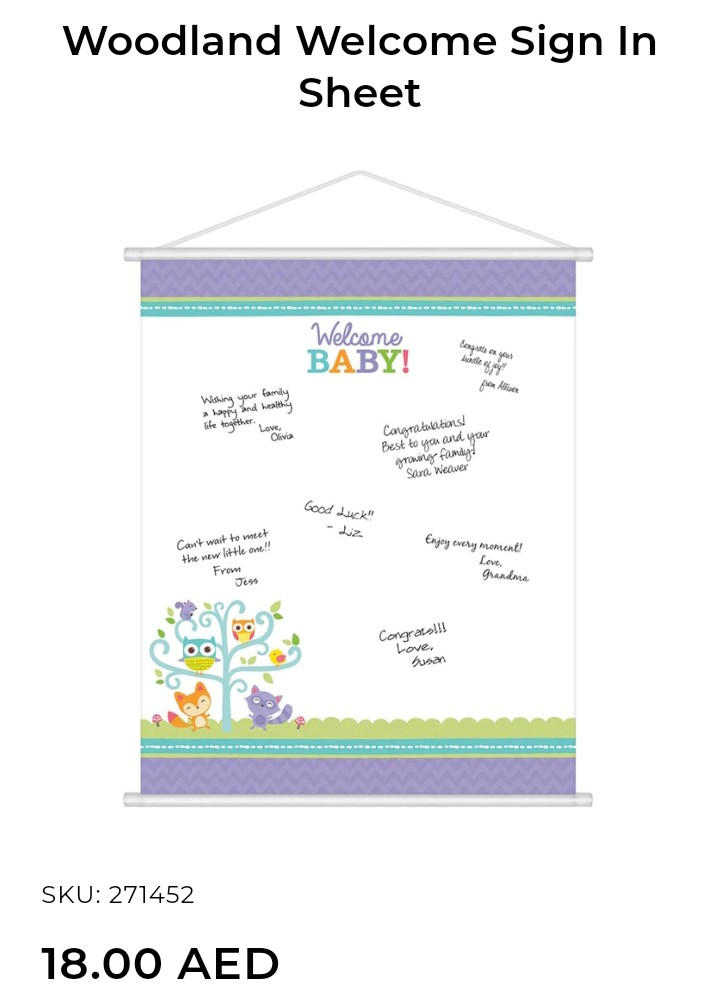 Woodland Welcome Sign In
Sheet
Welcome
BABY!
Congrats on your
bundle of joy!!
from Allison
Wishing your family
a happy and healthy
life together.
Love,
Olivia
Congratulations!
Best to you and your
growing family!
Sara Weaver
Good Luck!!
- Liz
Can't wait to meet
the new little one!!
From
Jess
Enjoy every moment!
Love,
Grandma
Congrats!!!
Love,
Susan
SKU: 271452
18.00 AED